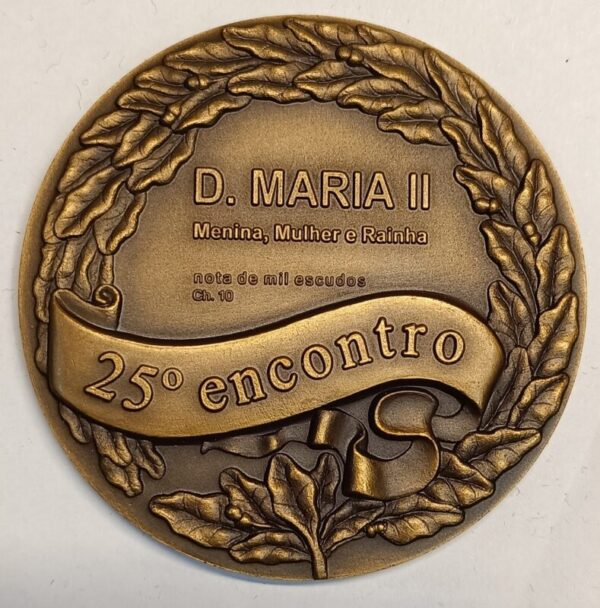 D. MARIA II
Menina, Mulher e Rainha
nota de mil escudos
Ch. 10
25º encontro